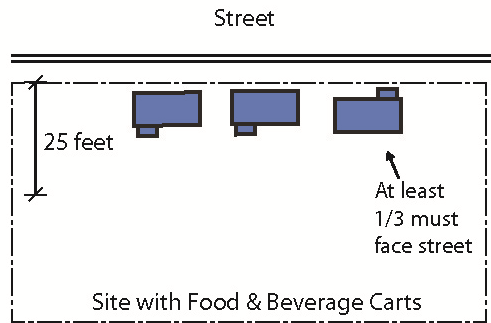 Street
25 feet
At least
1/3 must
face street
Site with Food & Beverage Carts